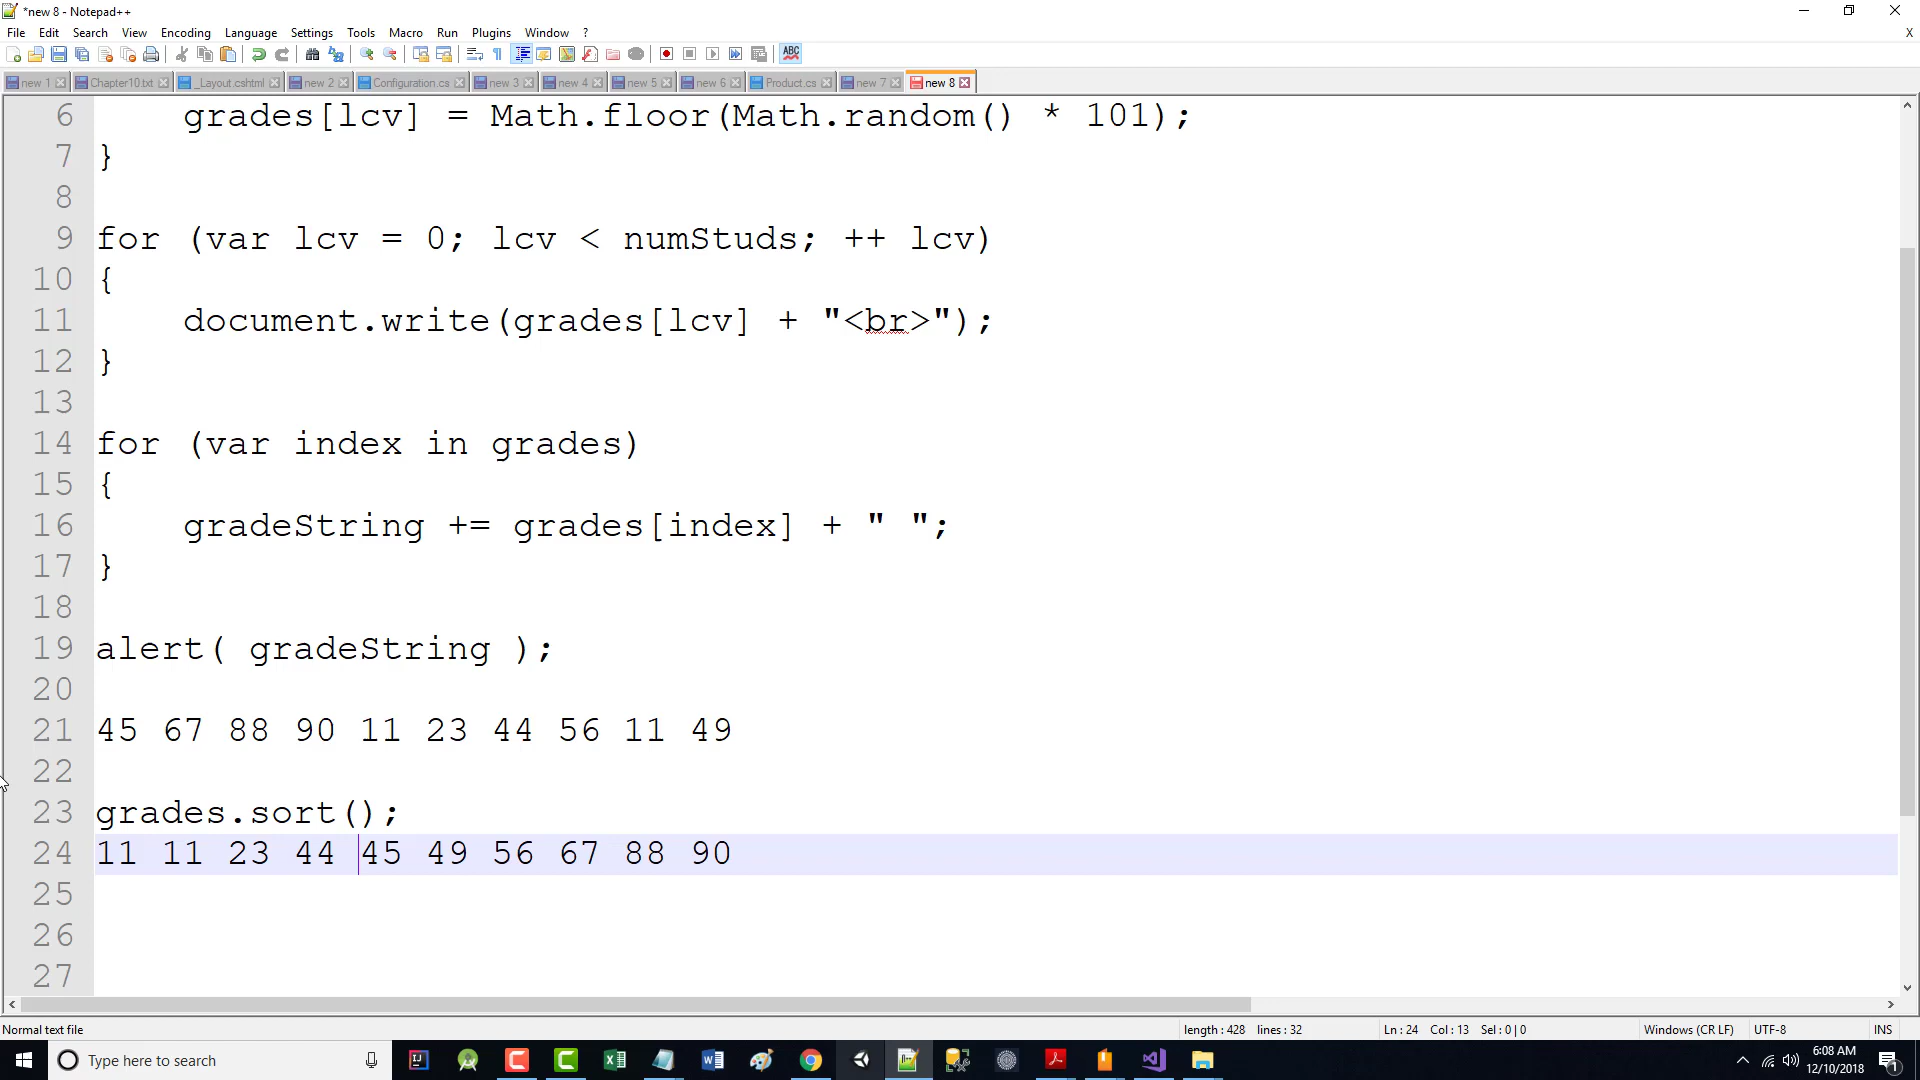 *new 8 - Notepad++
File Edit Search View Encoding Language Settings Tools Macro Run Plugins Window ? X
new 1 Chapter10.txt _Layout.cshtml new 2 Configuration.cs new 3 new 4 new 5 new 6 Product.cs new 7 new 8
6 grades[lcv] = Math.floor(Math.random() * 101);
7 }
8
9 for (var lcv = 0; lcv < numStuds; ++ lcv)
10 {
11 document.write(grades[lcv] + "<br>");
12 }
13
14 for (var index in grades)
15 {
16 gradeString += grades[index] + " ";
17 }
18
19 alert( gradeString );
20
21 45 67 88 90 11 23 44 56 11 49
22
23 grades.sort();
24 11 11 23 44 45 49 56 67 88 90
25
26
27
Normal text file length : 428 lines : 32 Ln : 24 Col : 13 Sel : 0 | 0 Windows (CR LF) UTF-8 INS
Type here to search 6:08 AM
12/10/2018